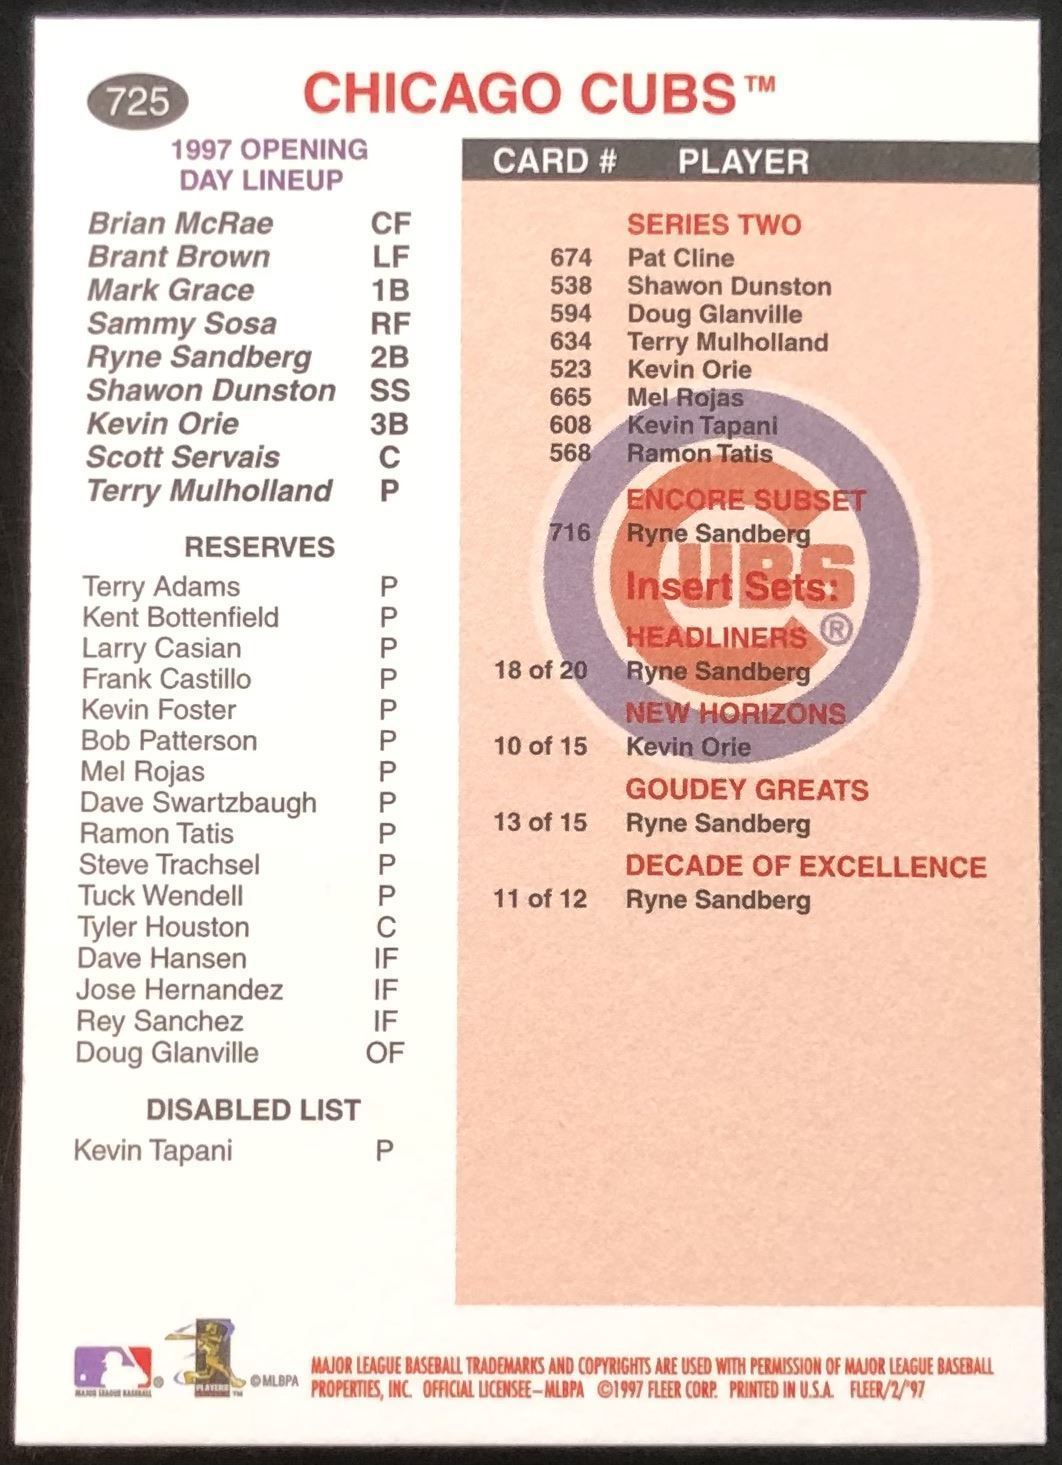 725
CHICAGO CUBS™
1997 OPENING
DAY LINEUP
Brian McRae CF
Brant Brown LF
Mark Grace 1B
Sammy Sosa RF
Ryne Sandberg 2B
Shawon Dunston SS
Kevin Orie 3B
Scott Servais C
Terry Mulholland P
RESERVES
Terry Adams P
Kent Bottenfield P
Larry Casian P
Frank Castillo P
Kevin Foster P
Bob Patterson P
Mel Rojas P
Dave Swartzbaugh P
Ramon Tatis P
Steve Trachsel P
Tuck Wendell P
Tyler Houston C
Dave Hansen IF
Jose Hernandez IF
Rey Sanchez IF
Doug Glanville OF
DISABLED LIST
Kevin Tapani P
CARD # PLAYER
SERIES TWO
674 Pat Cline
538 Shawon Dunston
594 Doug Glanville
634 Terry Mulholland
523 Kevin Orie
665 Mel Rojas
608 Kevin Tapani
568 Ramon Tatis
ENCORE SUBSET
716 Ryne Sandberg
CUBS ®
Insert Sets:
HEADLINERS
18 of 20 Ryne Sandberg
NEW HORIZONS
10 of 15 Kevin Orie
GOUDEY GREATS
13 of 15 Ryne Sandberg
DECADE OF EXCELLENCE
11 of 12 Ryne Sandberg
MAJOR LEAGUE BASEBALL ®
PLAYERS ™
©MLBPA
MAJOR LEAGUE BASEBALL TRADEMARKS AND COPYRIGHTS ARE USED WITH PERMISSION OF MAJOR LEAGUE BASEBALL
PROPERTIES, INC. OFFICIAL LICENSEE–MLBPA ©1997 FLEER CORP. PRINTED IN U.S.A. FLEER/2/'97